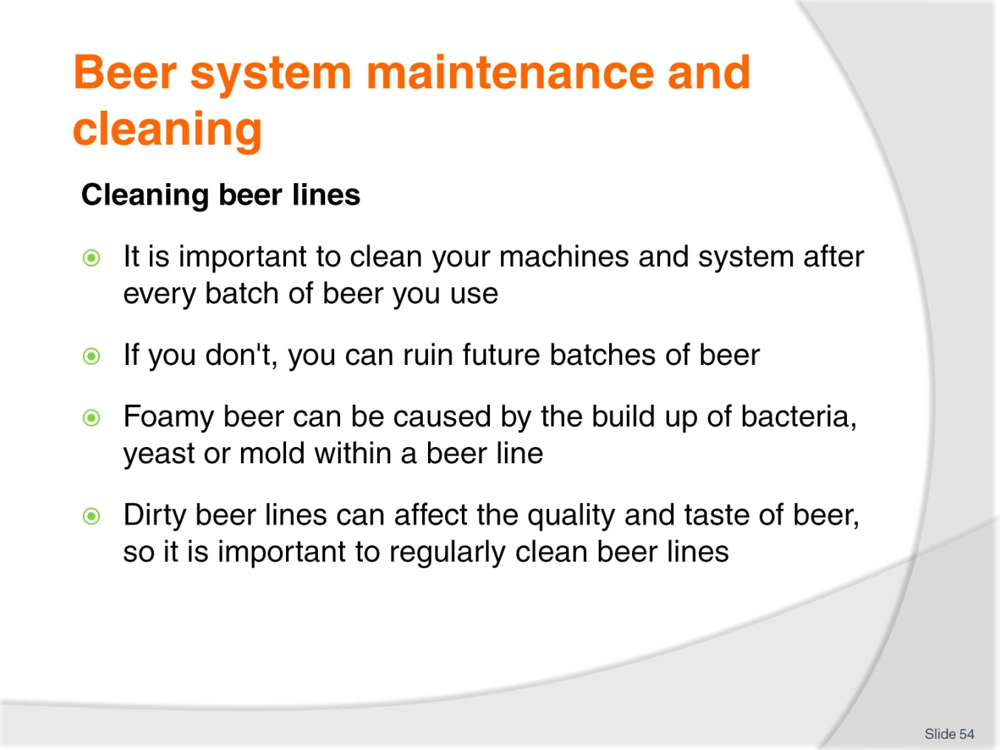 Beer system maintenance and
cleaning
Cleaning beer lines
It is important to clean your machines and system after
every batch of beer you use
If you don't, you can ruin future batches of beer
Foamy beer can be caused by the build up of bacteria,
yeast or mold within a beer line
Dirty beer lines can affect the quality and taste of beer,
so it is important to regularly clean beer lines
Slide 54